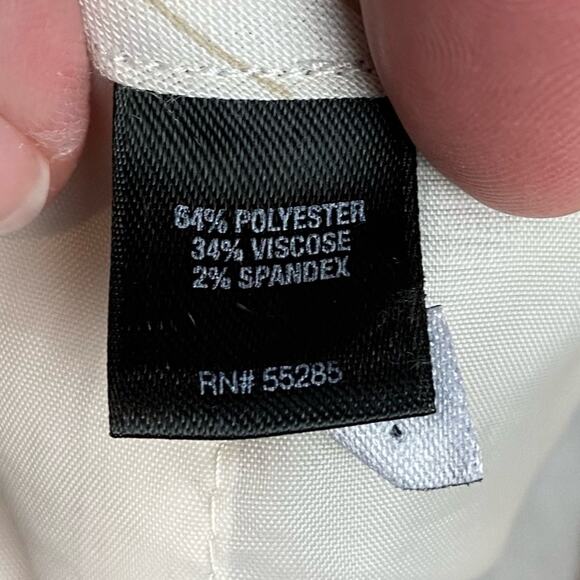 64% POLYESTER
34% VISCOSE
2% SPANDEX
RN# 55285